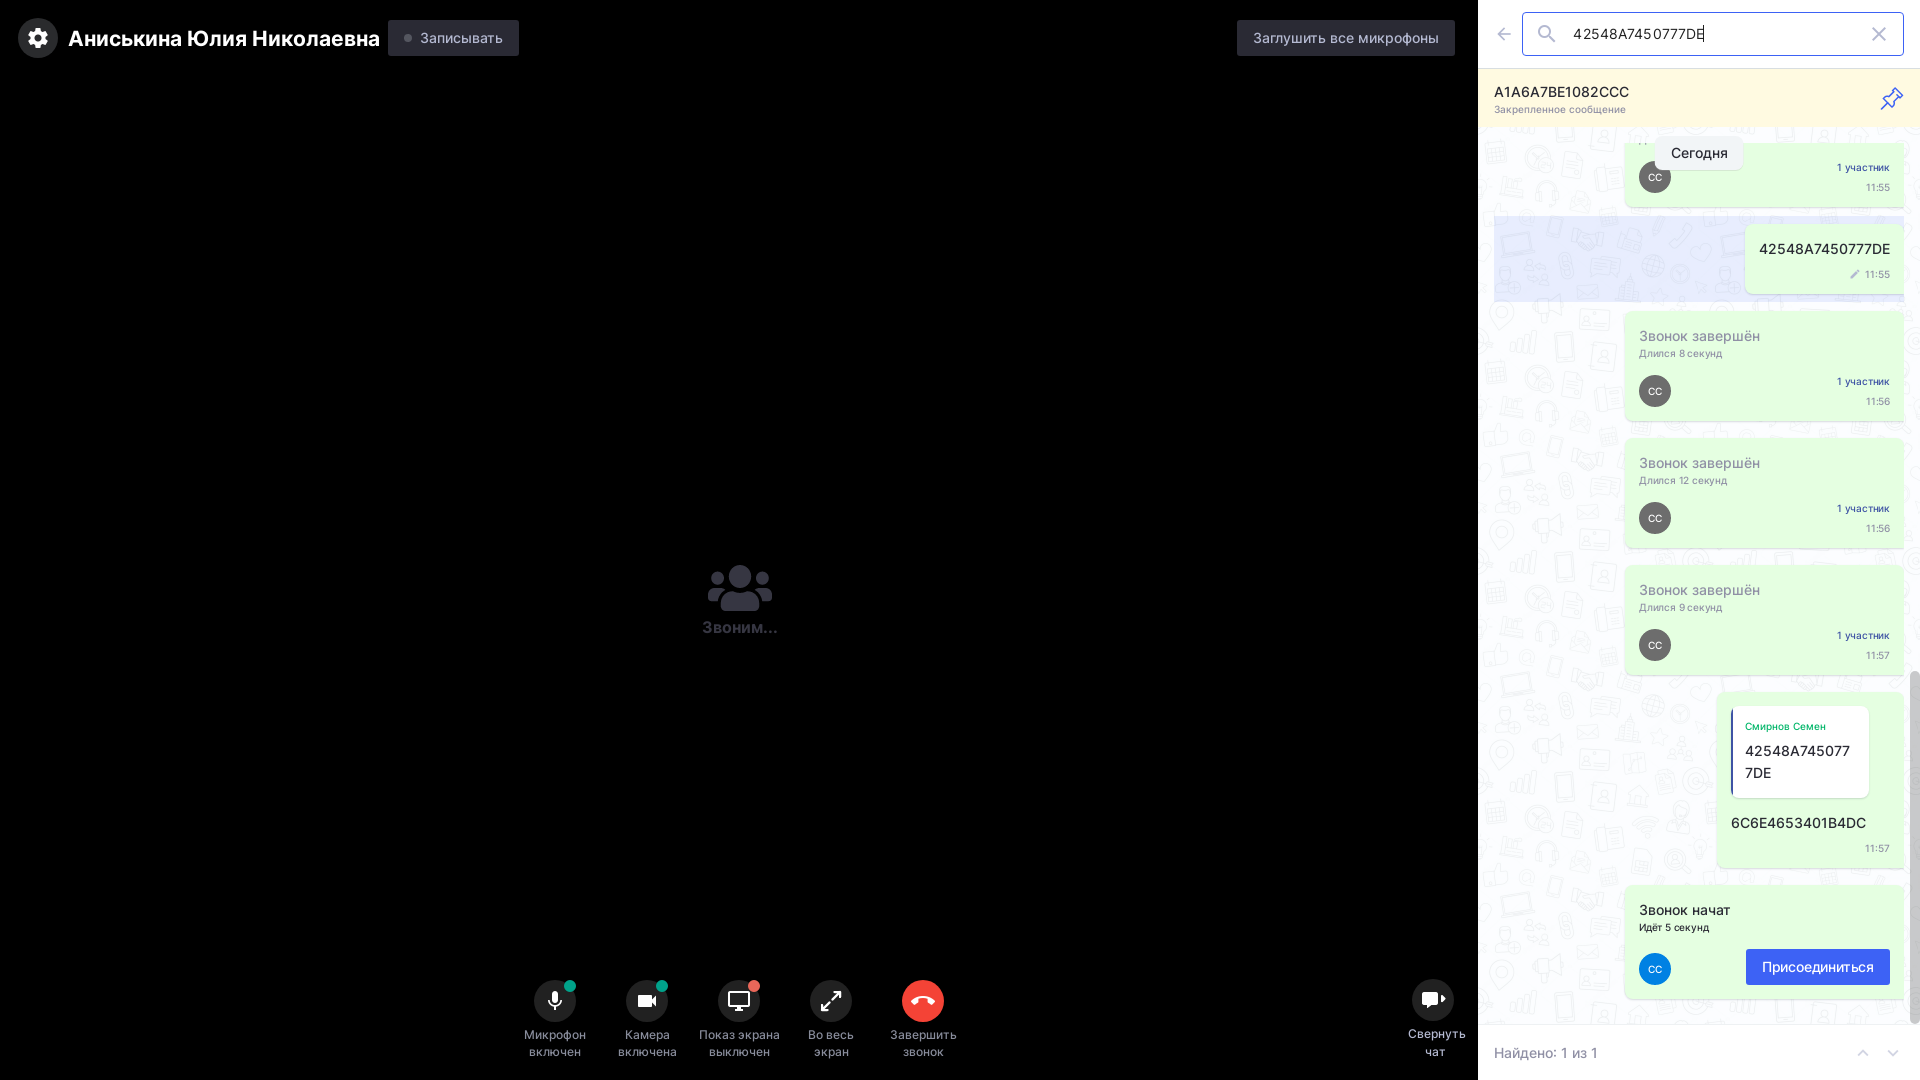 Аниськина Юлия Николаевна
Записывать
Заглушить все микрофоны
42548A7450777DE
A1A6A7BE1082CCC
Закрепленное сообщение
Сегодня
СС
1 участник
11:55
42548A7450777DE
11:55
Звонок завершён
Длился 8 секунд
СС
1 участник
11:56
Звонок завершён
Длился 12 секунд
СС
1 участник
11:56
Звонок завершён
Длился 9 секунд
СС
1 участник
11:57
Смирнов Семен
42548A745077
7DE
6C6E4653401B4DC
11:57
Звонок начат
Идёт 5 секунд
СС
Присоединиться
Звоним...
Микрофон
включен
Камера
включена
Показ экрана
выключен
Во весь
экран
Завершить
звонок
Свернуть
чат
Найдено: 1 из 1